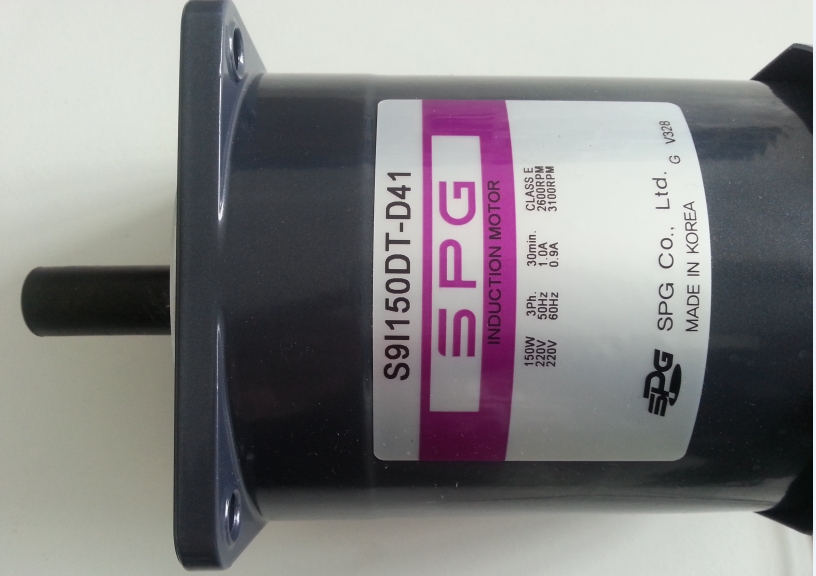 S9I150DT-D41
SPG
INDUCTION MOTOR
150W 3Ph. 30min. CLASS E
220V 50Hz 1.0A 2600RPM
220V 60Hz 0.9A 3100RPM
SPG SPG Co., Ltd. G V328
MADE IN KOREA